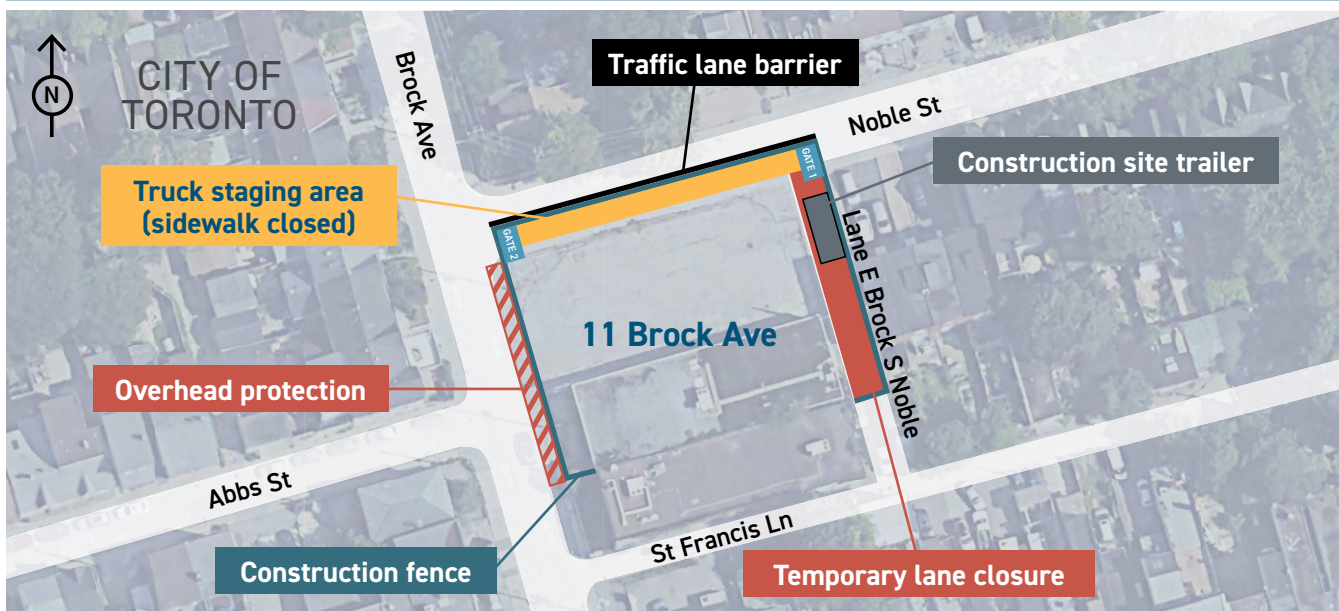 N
CITY OF
TORONTO
Brock Ave
Traffic lane barrier
Noble St
Truck staging area
(sidewalk closed)
GATE 1
Construction site trailer
GATE 2
Lane E Brock S Noble
11 Brock Ave
Overhead protection
Abbs St
St Francis Ln
Construction fence
Temporary lane closure